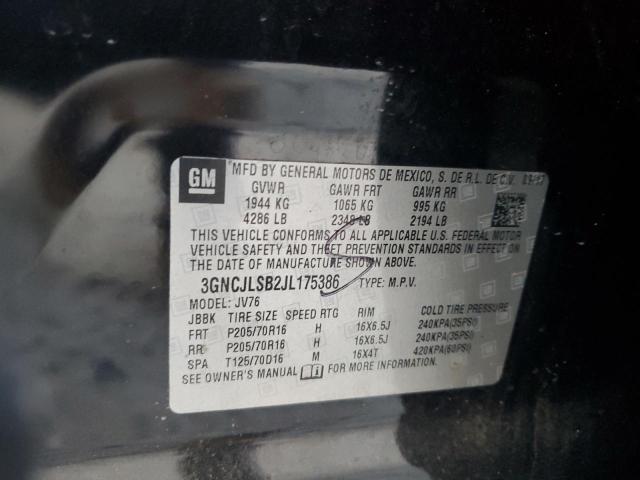 GM
MFD BY GENERAL MOTORS DE MEXICO, S. DE R.L. DE C.V.
GVWR GAWR FRT GAWR RR
1944 KG 1065 KG 995 KG
4286 LB 2348 LB 2194 LB
THIS VEHICLE CONFORMS TO ALL APPLICABLE U.S. FEDERAL MOTOR
VEHICLE SAFETY AND THEFT PREVENTION STANDARDS IN EFFECT ON
THE DATE OF MANUFACTURE SHOWN ABOVE.
3GNCJLSB2JL175386 TYPE: M.P.V.
MODEL: JV76
JBBK TIRE SIZE SPEED RTG RIM COLD TIRE PRESSURE
FRT P205/70R16 H 16X6.5J 240KPA(35PSI)
RR P205/70R16 H 16X6.5J 240KPA(35PSI)
SPA T125/70D16 M 16X4T 420KPA(60PSI)
SEE OWNER'S MANUAL FOR MORE INFORMATION.